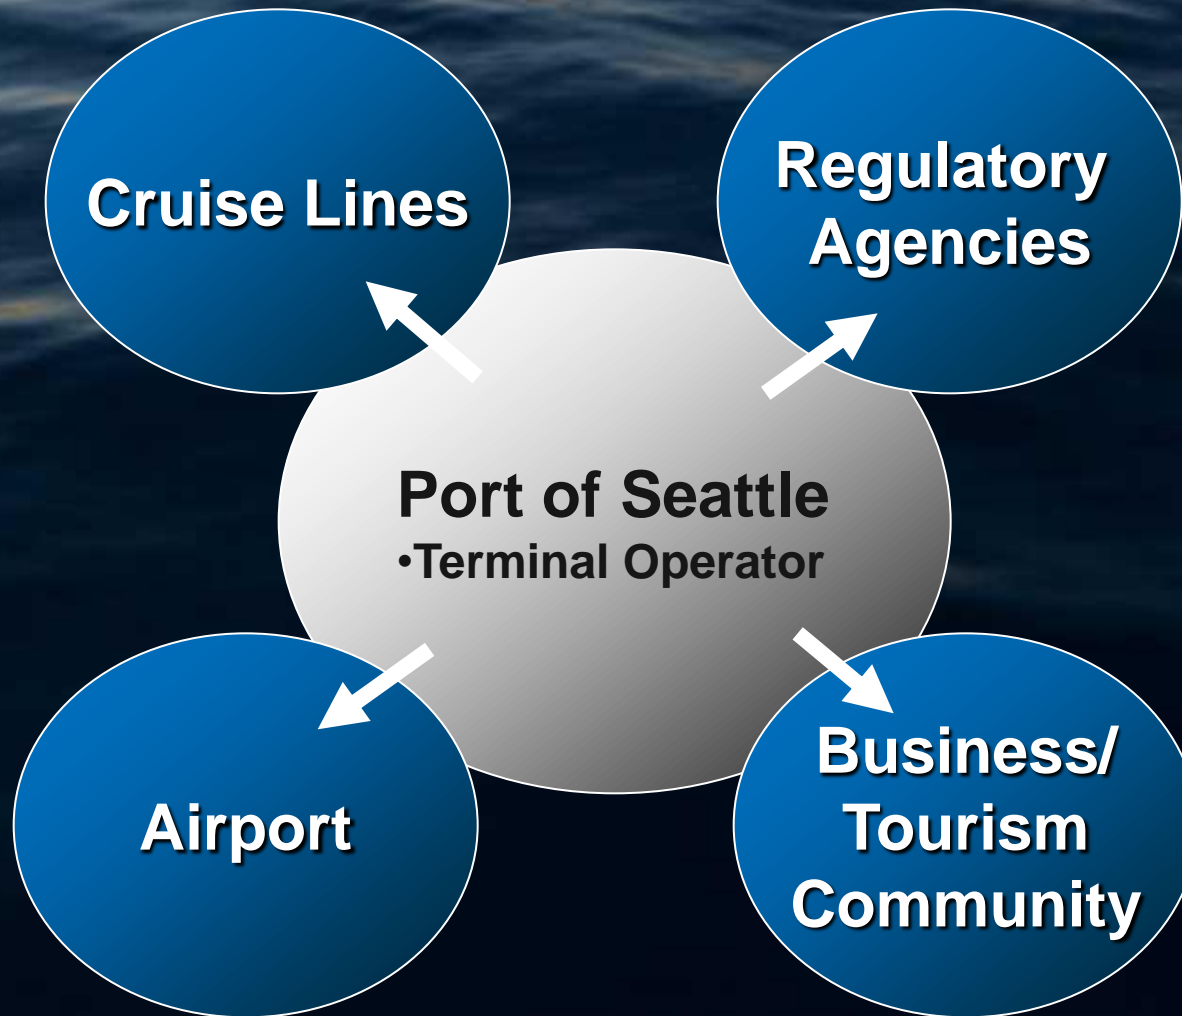 Cruise Lines
Regulatory
Agencies
Port of Seattle
•Terminal Operator
Airport
Business/
Tourism
Community